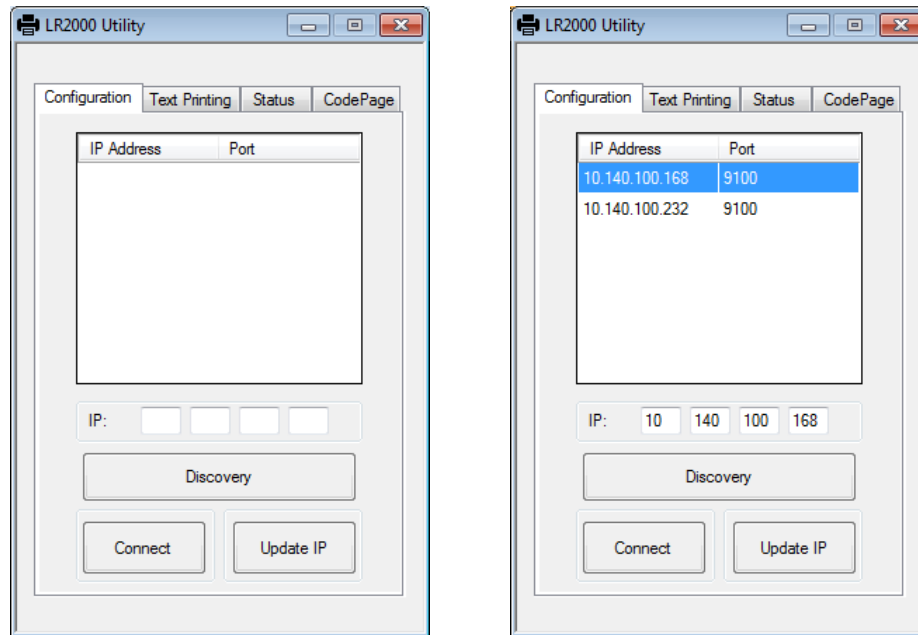 LR2000 Utility
Configuration Text Printing Status CodePage
IP Address Port
IP:
Discovery
Connect Update IP
LR2000 Utility
Configuration Text Printing Status CodePage
IP Address Port
10.140.100.168 9100
10.140.100.232 9100
IP: 10 140 100 168
Discovery
Connect Update IP